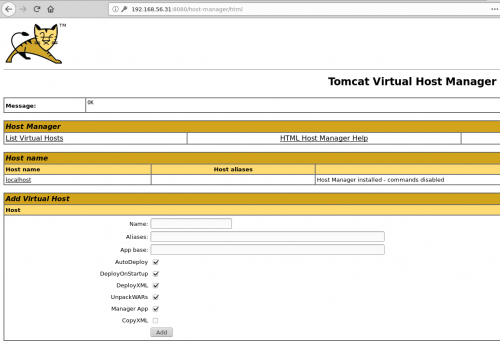 192.168.56.31:8080/host-manager/html
TM
Tomcat Virtual Host Manager
Message: OK
Host Manager
List Virtual Hosts HTML Host Manager Help
Host name
Host name Host aliases
localhost Host Manager installed - commands disabled
Add Virtual Host
Host
Name:
Aliases:
App base:
AutoDeploy
DeployOnStartup
DeployXML
UnpackWARs
Manager App
CopyXML
Add